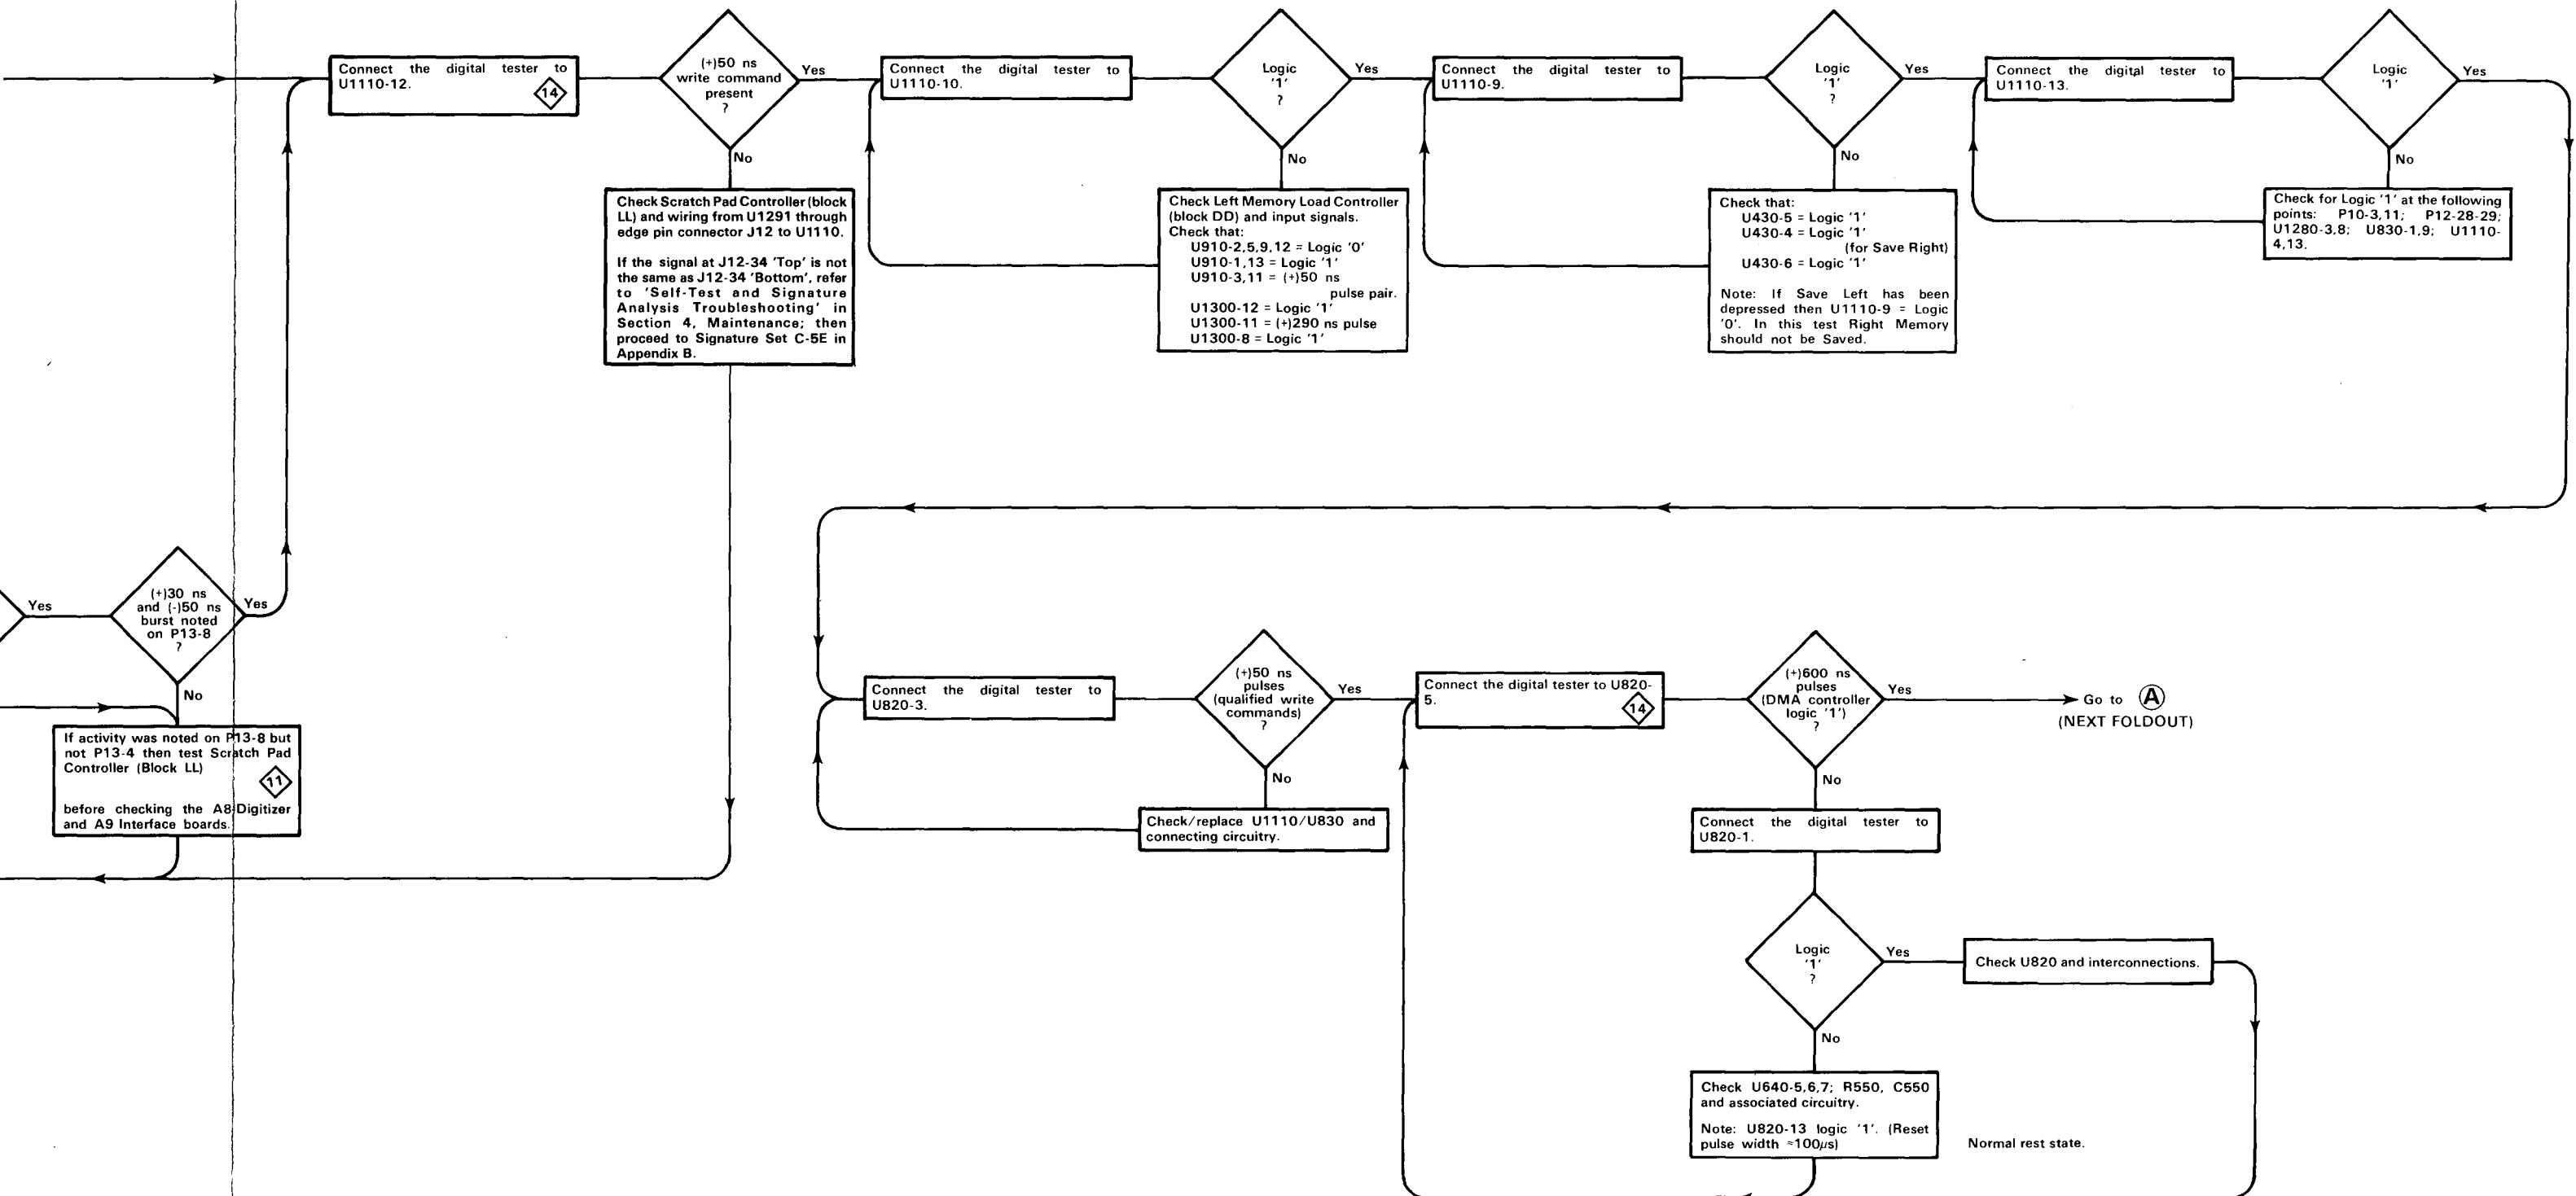 Connect the digital tester to
U1110-12.
14
(+)50 ns
write command
present
?
Yes
No
Check Scratch Pad Controller (block
LL) and wiring from U1291 through
edge pin connector J12 to U1110.
If the signal at J12-34 'Top' is not
the same as J12-34 'Bottom', refer
to 'Self-Test and Signature
Analysis Troubleshooting' in
Section 4, Maintenance; then
proceed to Signature Set C-5E in
Appendix B.
Connect the digital tester to
U1110-10.
Logic
'1'
?
Yes
No
Check Left Memory Load Controller
(block DD) and input signals.
Check that:
U910-2,5,9,12 = Logic '0'
U910-1,13 = Logic '1'
U910-3,11 = (+)50 ns
pulse pair.
U1300-12 = Logic '1'
U1300-11 = (+)290 ns pulse
U1300-8 = Logic '1'
Connect the digital tester to
U1110-9.
Logic
'1'
?
Yes
No
Check that:
U430-5 = Logic '1'
U430-4 = Logic '1'
(for Save Right)
U430-6 = Logic '1'
Note: If Save Left has been
depressed then U1110-9 = Logic
'0'. In this test Right Memory
should not be Saved.
Connect the digital tester to
U1110-13.
Logic
'1'
Yes
No
Check for Logic '1' at the following
points: P10-3,11; P12-28-29;
U1280-3,8; U830-1,9; U1110-
4,13.
Yes
(+)30 ns
and (-)50 ns
burst noted
on P13-8
?
Yes
No
If activity was noted on P13-8 but
not P13-4 then test Scratch Pad
Controller (Block LL)
11
before checking the A8 Digitizer
and A9 Interface boards.
Connect the digital tester to
U820-3.
(+)50 ns
pulses
(qualified write
commands)
?
Yes
No
Check/replace U1110/U830 and
connecting circuitry.
Connect the digital tester to U820-
5.
14
(+)600 ns
pulses
(DMA controller
logic '1')
?
Yes
Go to A
(NEXT FOLDOUT)
No
Connect the digital tester to
U820-1.
Logic
'1'
?
Yes
Check U820 and interconnections.
No
Check U640-5,6,7; R550, C550
and associated circuitry.
Note: U820-13 logic '1'. (Reset
pulse width ≈100µs)
Normal rest state.